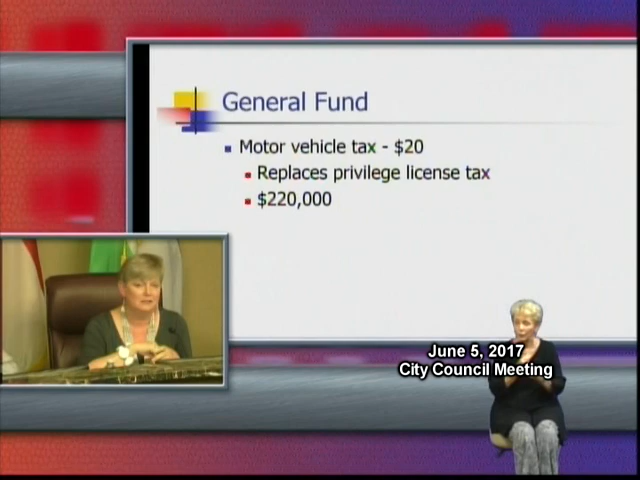 General Fund
Motor vehicle tax - $20
Replaces privilege license tax
$220,000
June 5, 2017
City Council Meeting